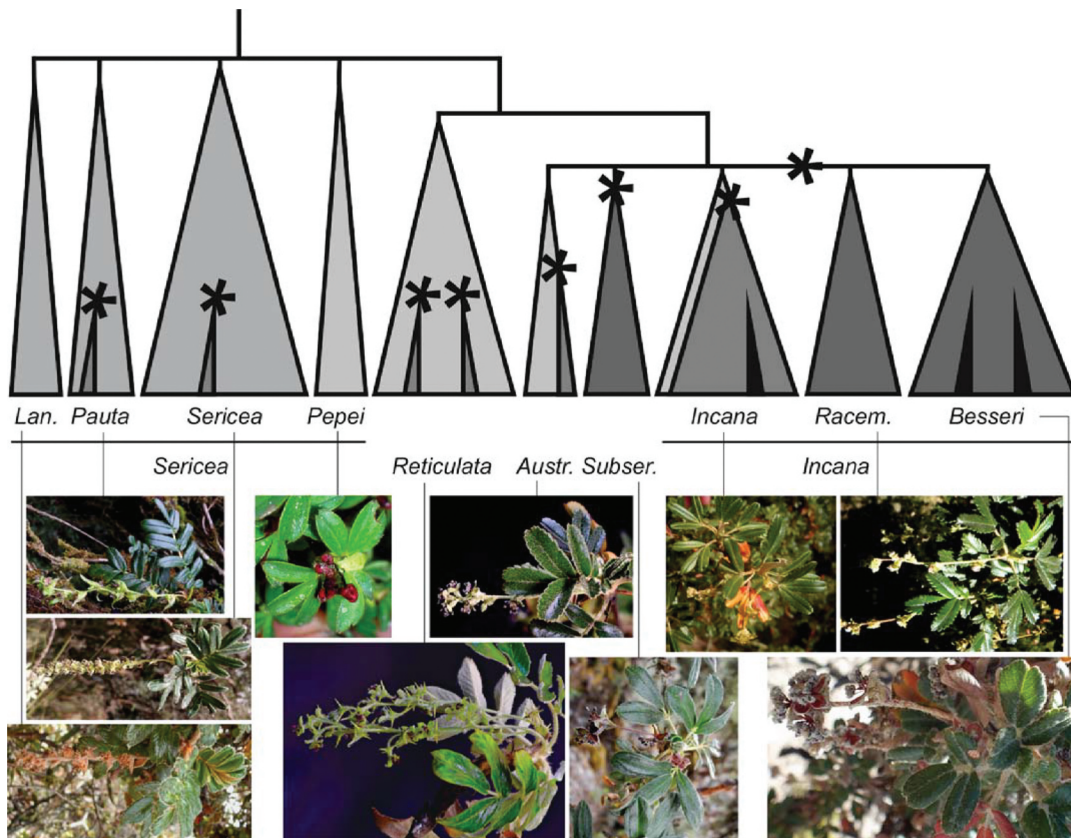 Lan. Pauta Sericea Pepei Incana Racem. Besseri
Sericea Reticulata Austr. Subser. Incana